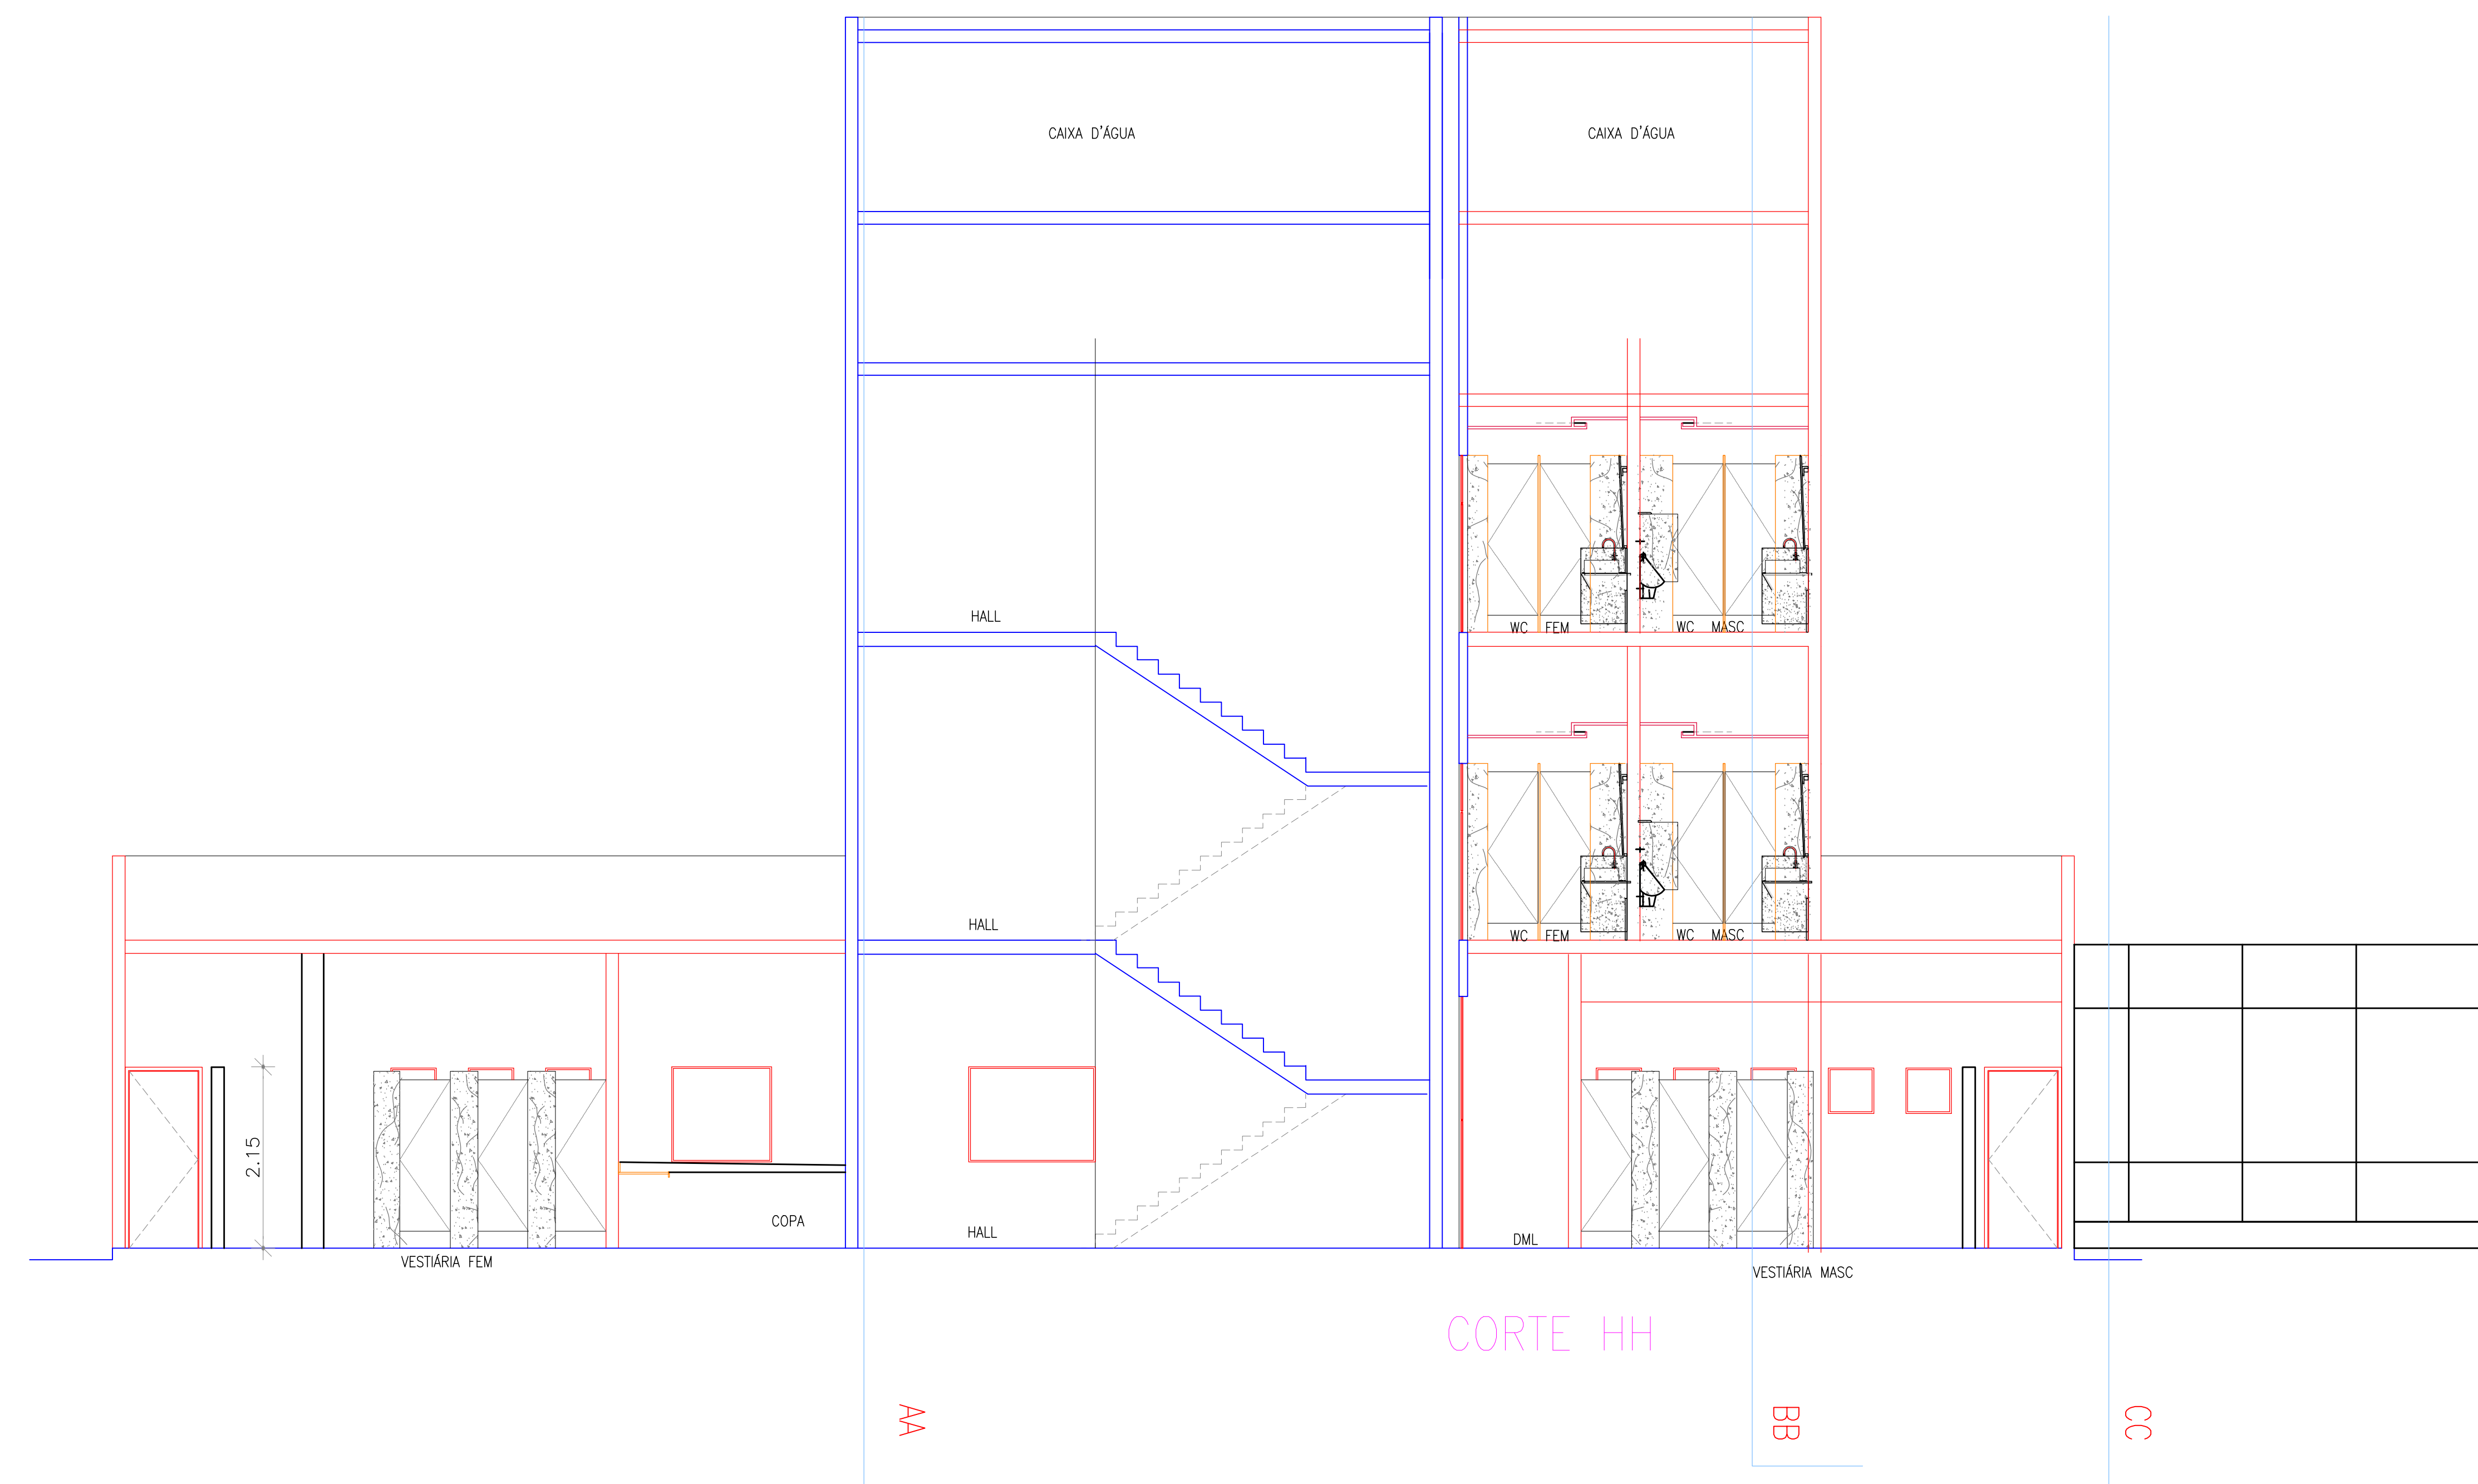 CAIXA D'ÁGUA
CAIXA D'ÁGUA
HALL
WC FEM
WC MASC
HALL
WC FEM
WC MASC
2.15
COPA
HALL
DML
VESTIÁRIA FEM
VESTIÁRIA MASC
CORTE HH
AA
BB
CC